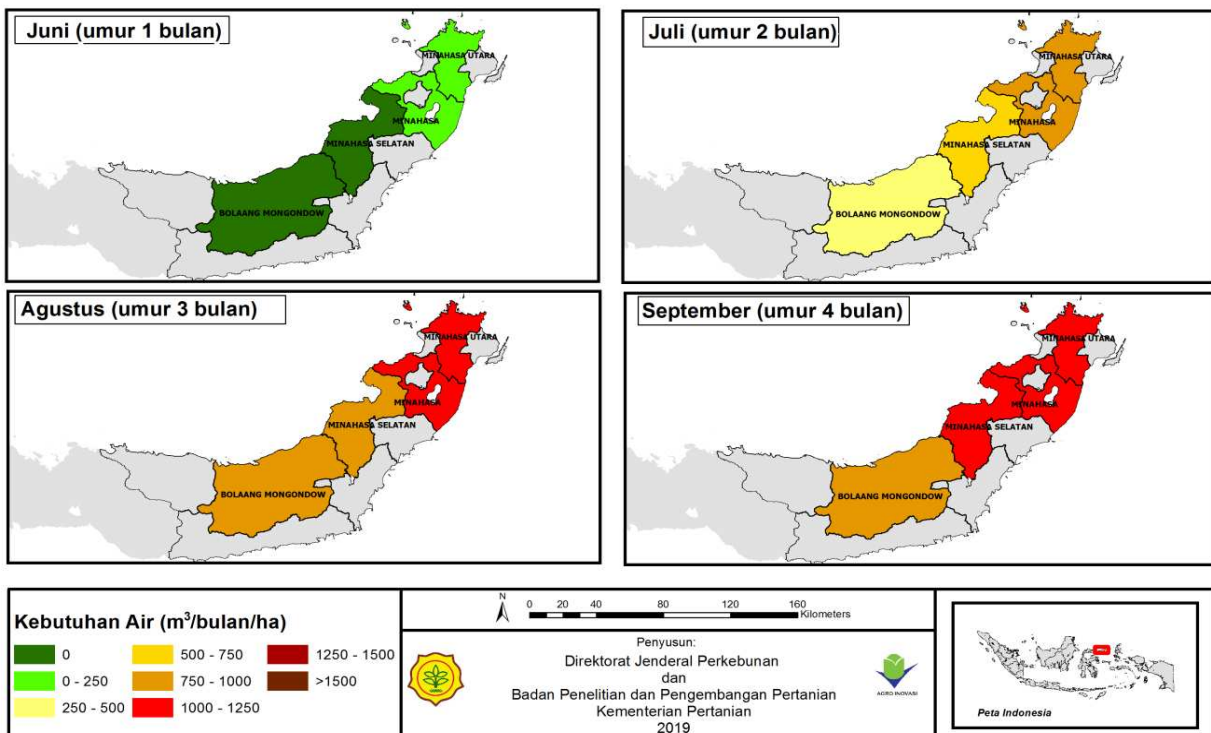 Juni (umur 1 bulan)
MINAHASA UTARA
MINAHASA
MINAHASA SELATAN
BOLAANG MONGONDOW
Juli (umur 2 bulan)
MINAHASA UTARA
MINAHASA
MINAHASA SELATAN
BOLAANG MONGONDOW
Agustus (umur 3 bulan)
MINAHASA UTARA
MINAHASA
MINAHASA SELATAN
BOLAANG MONGONDOW
September (umur 4 bulan)
MINAHASA UTARA
MINAHASA
MINAHASA SELATAN
BOLAANG MONGONDOW
Kebutuhan Air (m³/bulan/ha)
0
0 - 250
250 - 500
500 - 750
750 - 1000
1000 - 1250
1250 - 1500
>1500
N
0 20 40 80 120 160
Kilometers
Penyusun:
Direktorat Jenderal Perkebunan
dan
Badan Penelitian dan Pengembangan Pertanian
Kementerian Pertanian
2019
AGRO INOVASI
Peta Indonesia